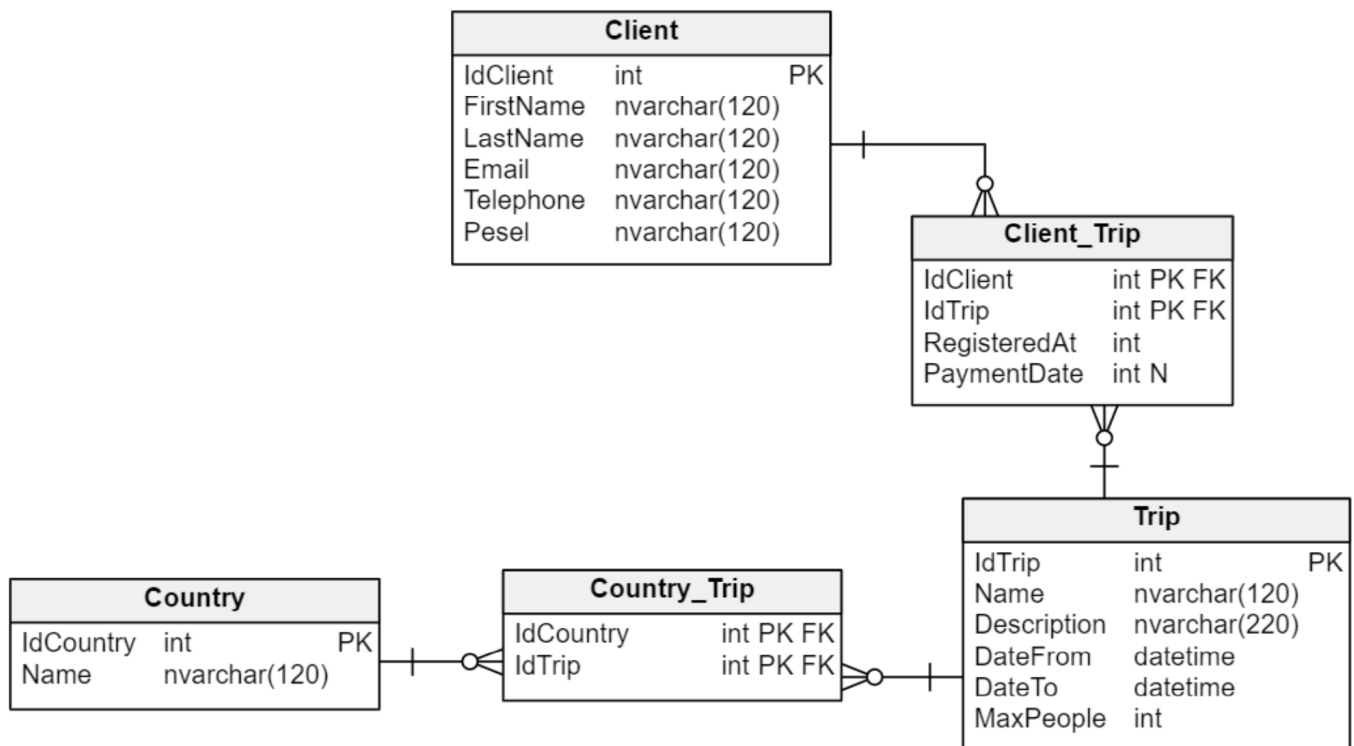 Client
IdClient int PK
FirstName nvarchar(120)
LastName nvarchar(120)
Email nvarchar(120)
Telephone nvarchar(120)
Pesel nvarchar(120)
Client_Trip
IdClient int PK FK
IdTrip int PK FK
RegisteredAt int
PaymentDate int N
Trip
IdTrip int PK
Name nvarchar(120)
Description nvarchar(220)
DateFrom datetime
DateTo datetime
MaxPeople int
Country_Trip
IdCountry int PK FK
IdTrip int PK FK
Country
IdCountry int PK
Name nvarchar(120)